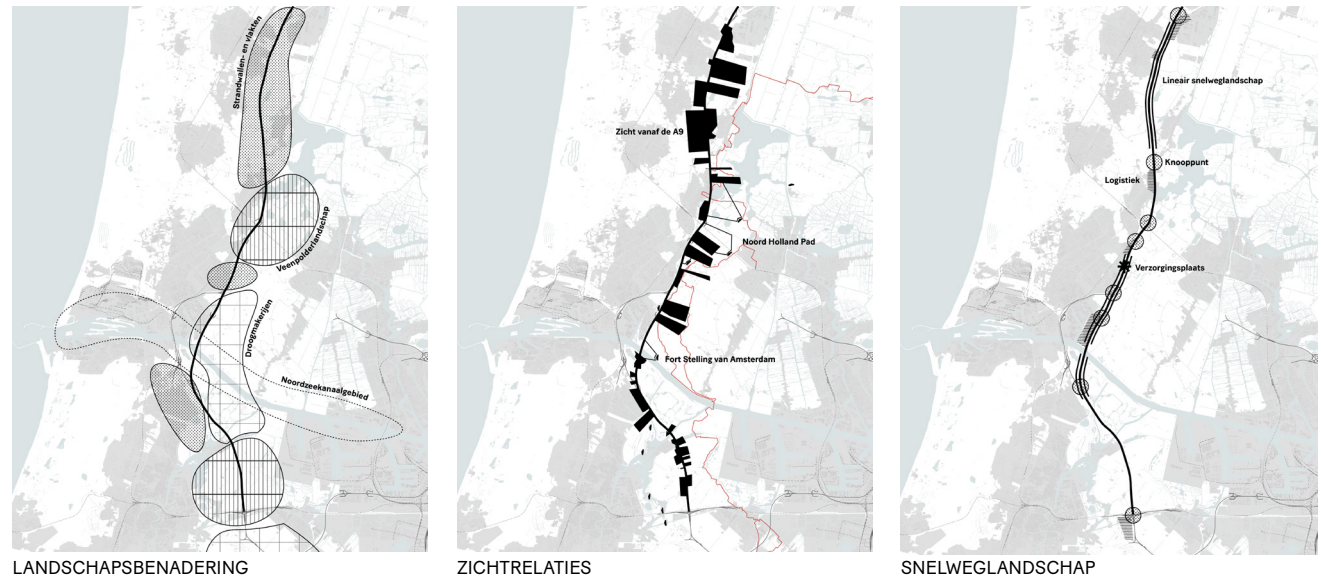 Strandwallen- en vlakten
Veenpolderlandschap
Droogmakerijen
Noordzeekanaalgebied
LANDSCHAPSBENADERING
Zicht vanaf de A9
Noord Holland Pad
Fort Stelling van Amsterdam
ZICHTRELATIES
Lineair snelweglandschap
Knooppunt
Logistiek
Verzorgingsplaats
SNELWEGLANDSCHAP